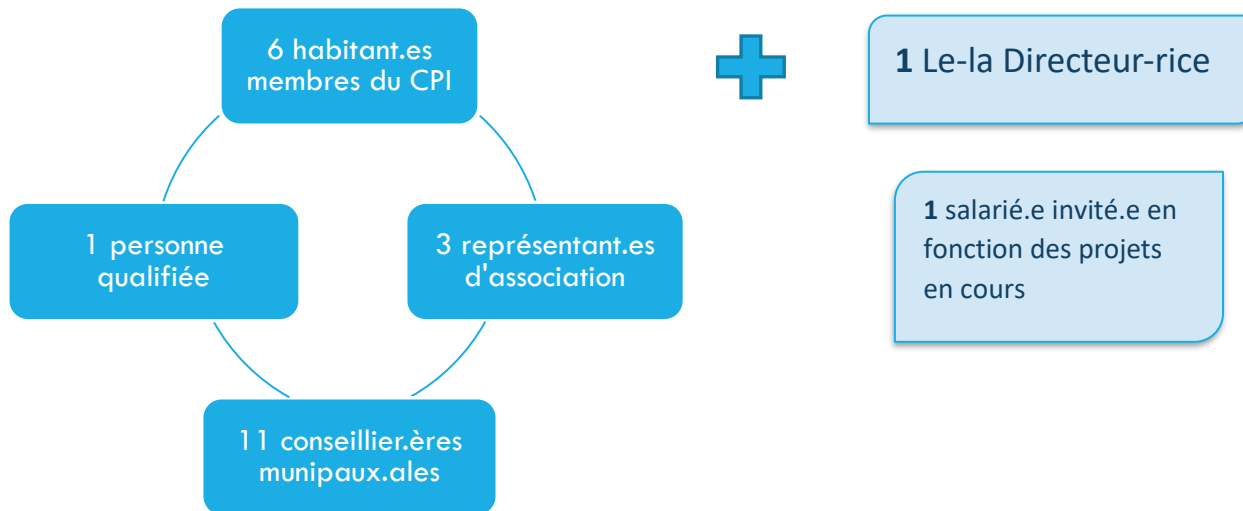 6 habitant.es
membres du CPI
1 Le-la Directeur-rice
1 personne
qualifiée
3 représentant.es
d'association
1 salarié.e invité.e en
fonction des projets
en cours
11 conseillier.ères
munipaux.ales